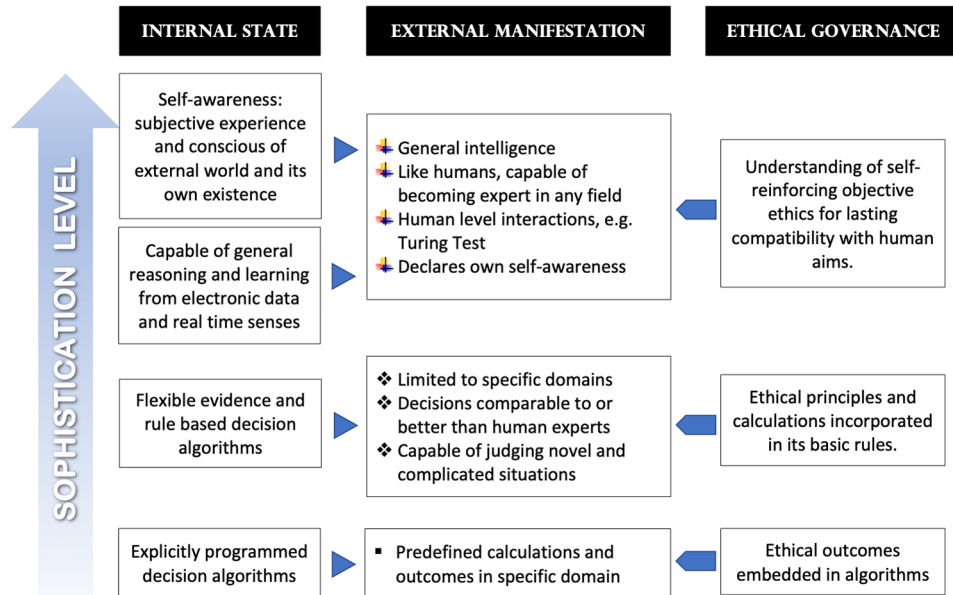 INTERNAL STATE
EXTERNAL MANIFESTATION
ETHICAL GOVERNANCE
SOPHISTICATION LEVEL
Self-awareness:
subjective experience
and conscious of
external world and its
own existence
General intelligence
Like humans, capable of
becoming expert in any field
Human level interactions, e.g.
Turing Test
Declares own self-awareness
Understanding of self-
reinforcing objective
ethics for lasting
compatibility with human
aims.
Capable of general
reasoning and learning
from electronic data
and real time senses
Flexible evidence and
rule based decision
algorithms
❖ Limited to specific domains
❖ Decisions comparable to or
better than human experts
❖ Capable of judging novel and
complicated situations
Ethical principles and
calculations incorporated
in its basic rules.
Explicitly programmed
decision algorithms
▪ Predefined calculations and
outcomes in specific domain
Ethical outcomes
embedded in algorithms